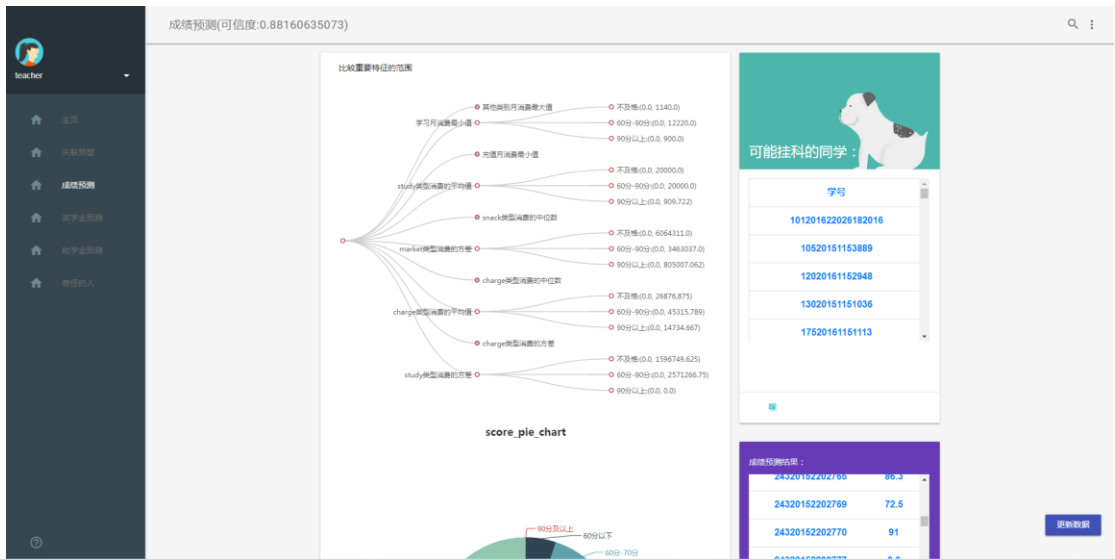 成绩预测(可信度:0.88160635073)
teacher
主页
失联预警
成绩预测
奖学金预测
助学金预测
奇怪的人
比较重要特征的范围
其他类别月消费最大值
学习月消费最小值
不及格:(0.0, 1140.0)
60分-90分:(0.0, 12220.0)
90分以上:(0.0, 900.0)
充值月消费最小值
study类型消费的平均值
不及格:(0.0, 20000.0)
60分-90分:(0.0, 20000.0)
90分以上:(0.0, 909.722)
snack类型消费的中位数
market类型消费的方差
不及格:(0.0, 6064311.0)
60分-90分:(0.0, 3463037.0)
90分以上:(0.0, 805007.062)
charge类型消费的中位数
charge类型消费的平均值
不及格:(0.0, 26876.875)
60分-90分:(0.0, 45315.789)
90分以上:(0.0, 14734.667)
charge类型消费的方差
study类型消费的方差
不及格:(0.0, 1596749.625)
60分-90分:(0.0, 2571266.75)
90分以上:(0.0, 0.0)
score_pie_chart
90分及以上
60分以下
60分-70分
可能挂科的同学：
学号
101201622026182016
10520151153889
12020161152948
13020151151036
17520161151113
成绩预测结果：
24320152202765 86.3
24320152202769 72.5
24320152202770 91
更新数据